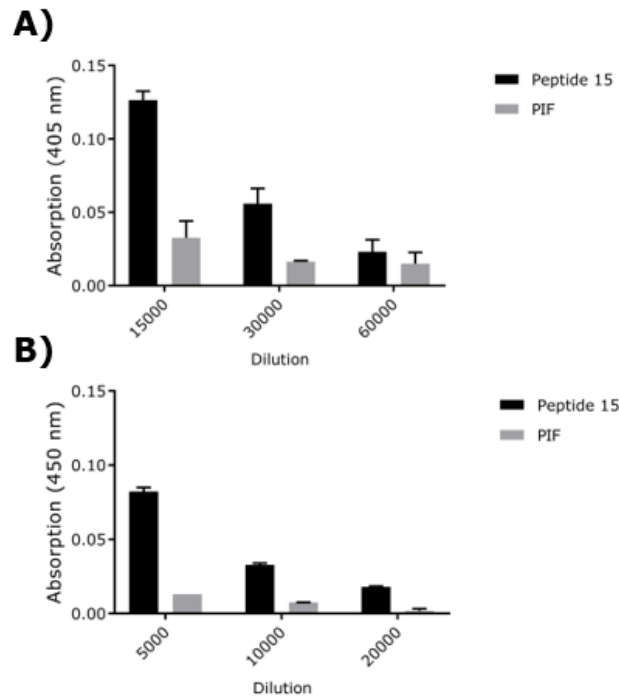 A)
Absorption (405 nm)
0.15
0.10
0.05
0.00
15000
30000
60000
Dilution
Peptide 15
PIF
B)
Absorption (450 nm)
0.15
0.10
0.05
0.00
5000
10000
20000
Dilution
Peptide 15
PIF